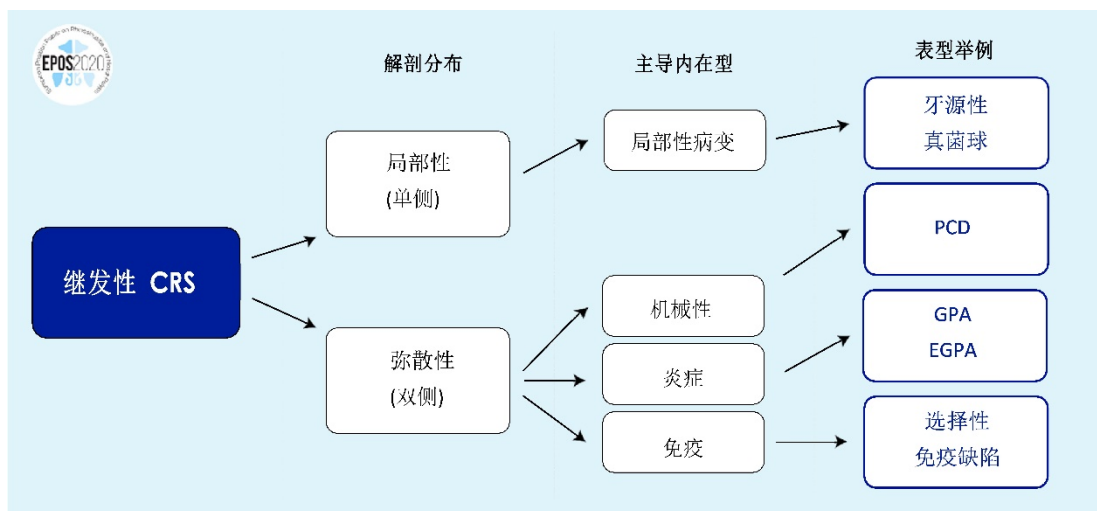 EPOS2020
解剖分布
主导内在型
表型举例
局部性
(单侧)
局部性病变
牙源性
真菌球
继发性 CRS
PCD
机械性
弥散性
(双侧)
炎症
GPA
EGPA
免疫
选择性
免疫缺陷